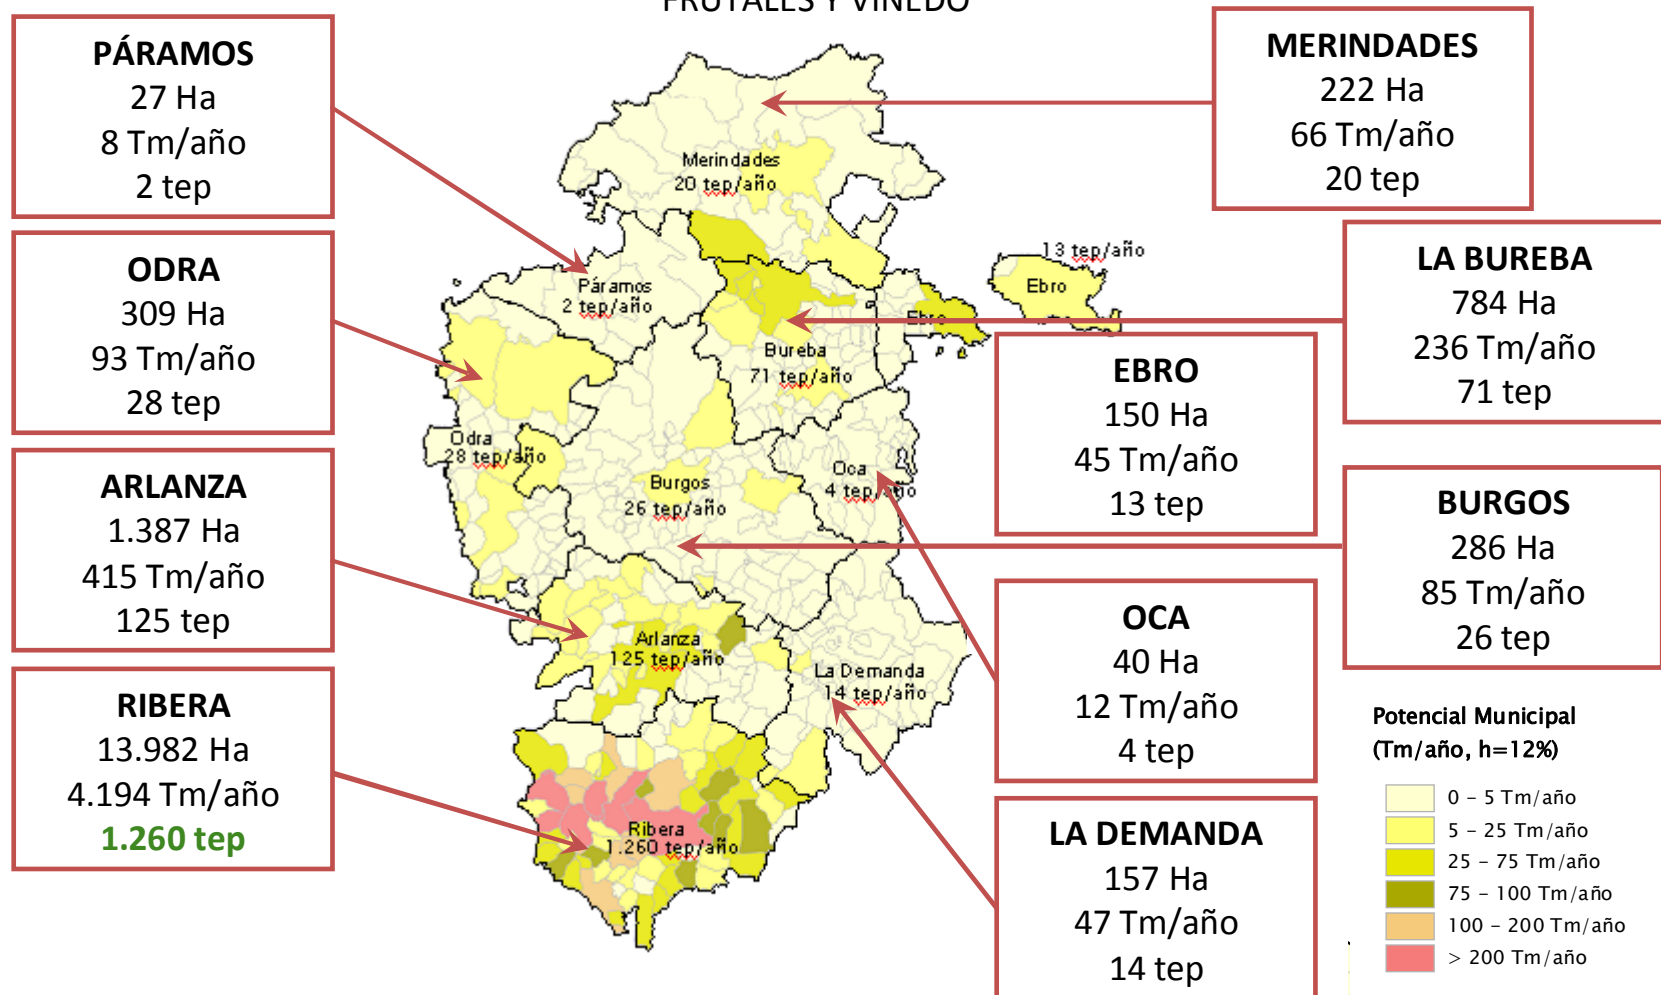 FRUTALES Y VIÑEDO
PÁRAMOS
27 Ha
8 Tm/año
2 tep
ODRA
309 Ha
93 Tm/año
28 tep
ARLANZA
1.387 Ha
415 Tm/año
125 tep
RIBERA
13.982 Ha
4.194 Tm/año
1.260 tep
MERINDADES
222 Ha
66 Tm/año
20 tep
LA BUREBA
784 Ha
236 Tm/año
71 tep
EBRO
150 Ha
45 Tm/año
13 tep
BURGOS
286 Ha
85 Tm/año
26 tep
OCA
40 Ha
12 Tm/año
4 tep
LA DEMANDA
157 Ha
47 Tm/año
14 tep
Merindades
20 tep/año
Páramos
2 tep/año
13 tep/año
Ebro
Ebro
Bureba
71 tep/año
Odra
28 tep/año
Burgos
26 tep/año
Oca
4 tep/año
Arlanza
125 tep/año
La Demanda
14 tep/año
Ribera
1.260 tep/año
Potencial Municipal
(Tm/año, h=12%)
0 - 5 Tm/año
5 - 25 Tm/año
25 - 75 Tm/año
75 - 100 Tm/año
100 - 200 Tm/año
> 200 Tm/año